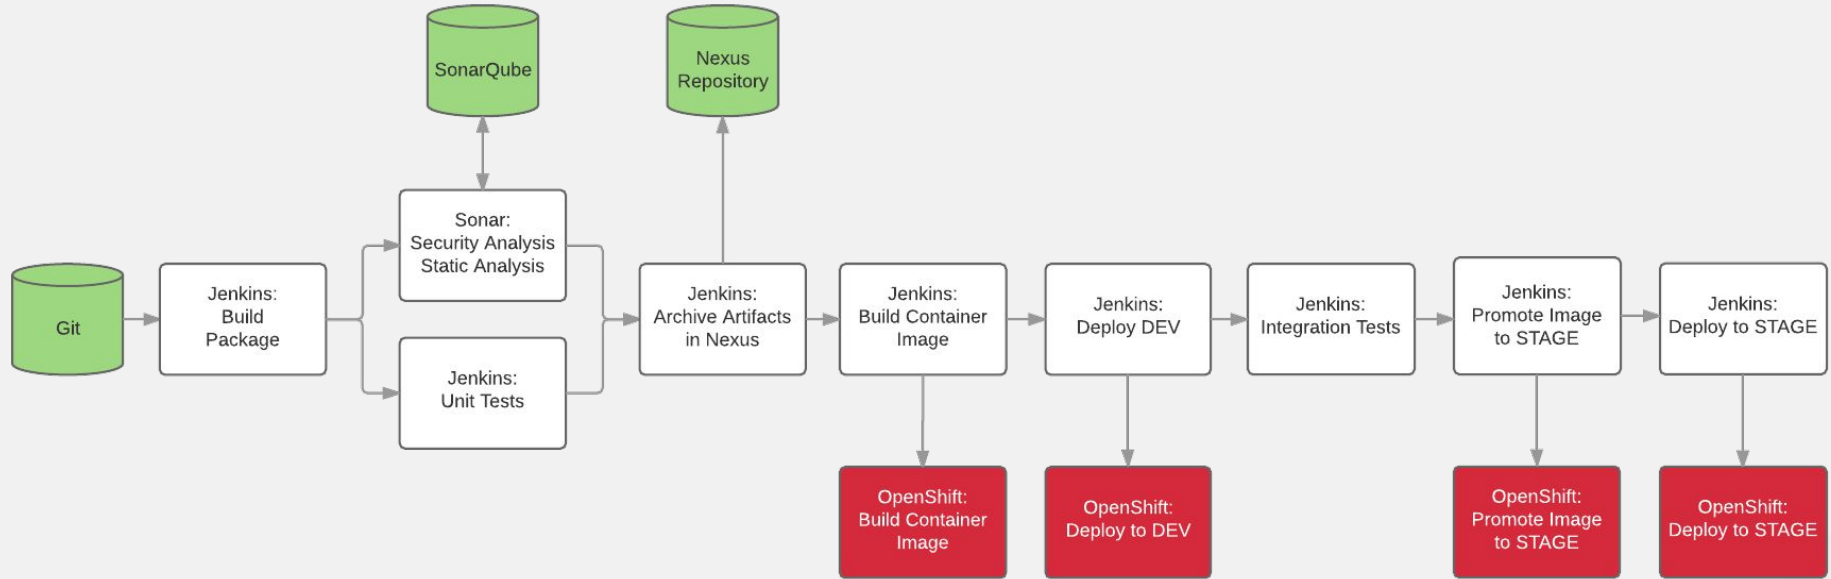 SonarQube
Nexus
Repository
Git
Jenkins:
Build
Package
Sonar:
Security Analysis
Static Analysis
Jenkins:
Unit Tests
Jenkins:
Archive Artifacts
in Nexus
Jenkins:
Build Container
Image
Jenkins:
Deploy DEV
Jenkins:
Integration Tests
Jenkins:
Promote Image
to STAGE
Jenkins:
Deploy to STAGE
OpenShift:
Build Container
Image
OpenShift:
Deploy to DEV
OpenShift:
Promote Image
to STAGE
OpenShift:
Deploy to STAGE